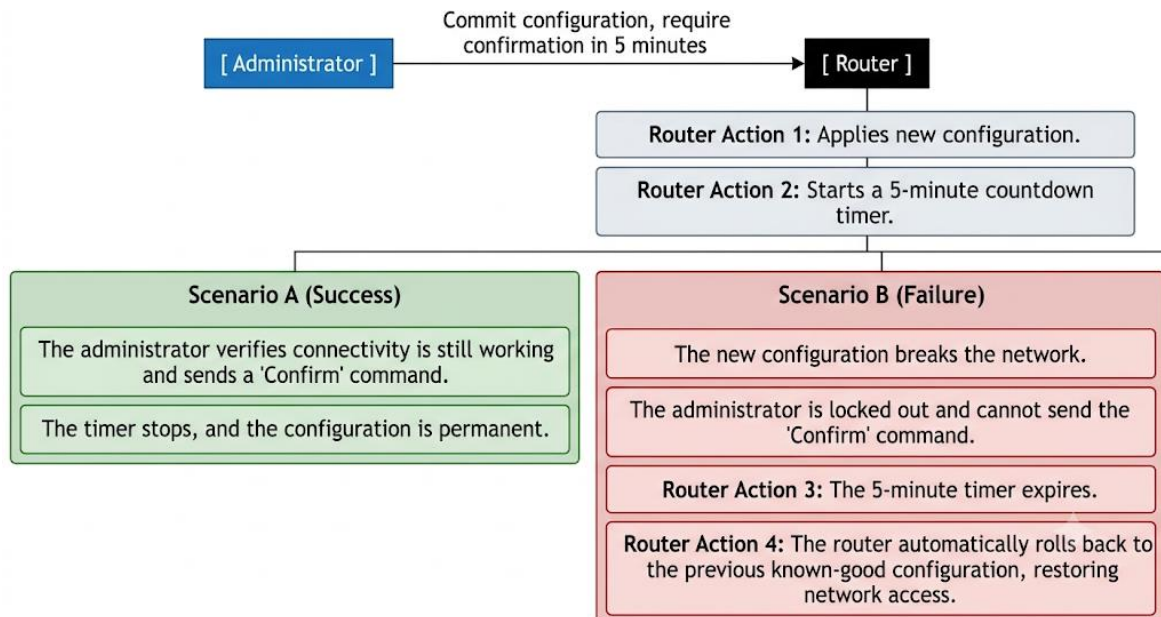 Commit configuration, require
confirmation in 5 minutes
[ Administrator ]
[ Router ]
Router Action 1: Applies new configuration.
Router Action 2: Starts a 5-minute countdown
timer.
Scenario A (Success)
The administrator verifies connectivity is still working
and sends a 'Confirm' command.
The timer stops, and the configuration is permanent.
Scenario B (Failure)
The new configuration breaks the network.
The administrator is locked out and cannot send the
'Confirm' command.
Router Action 3: The 5-minute timer expires.
Router Action 4: The router automatically rolls back to
the previous known-good configuration, restoring
network access.